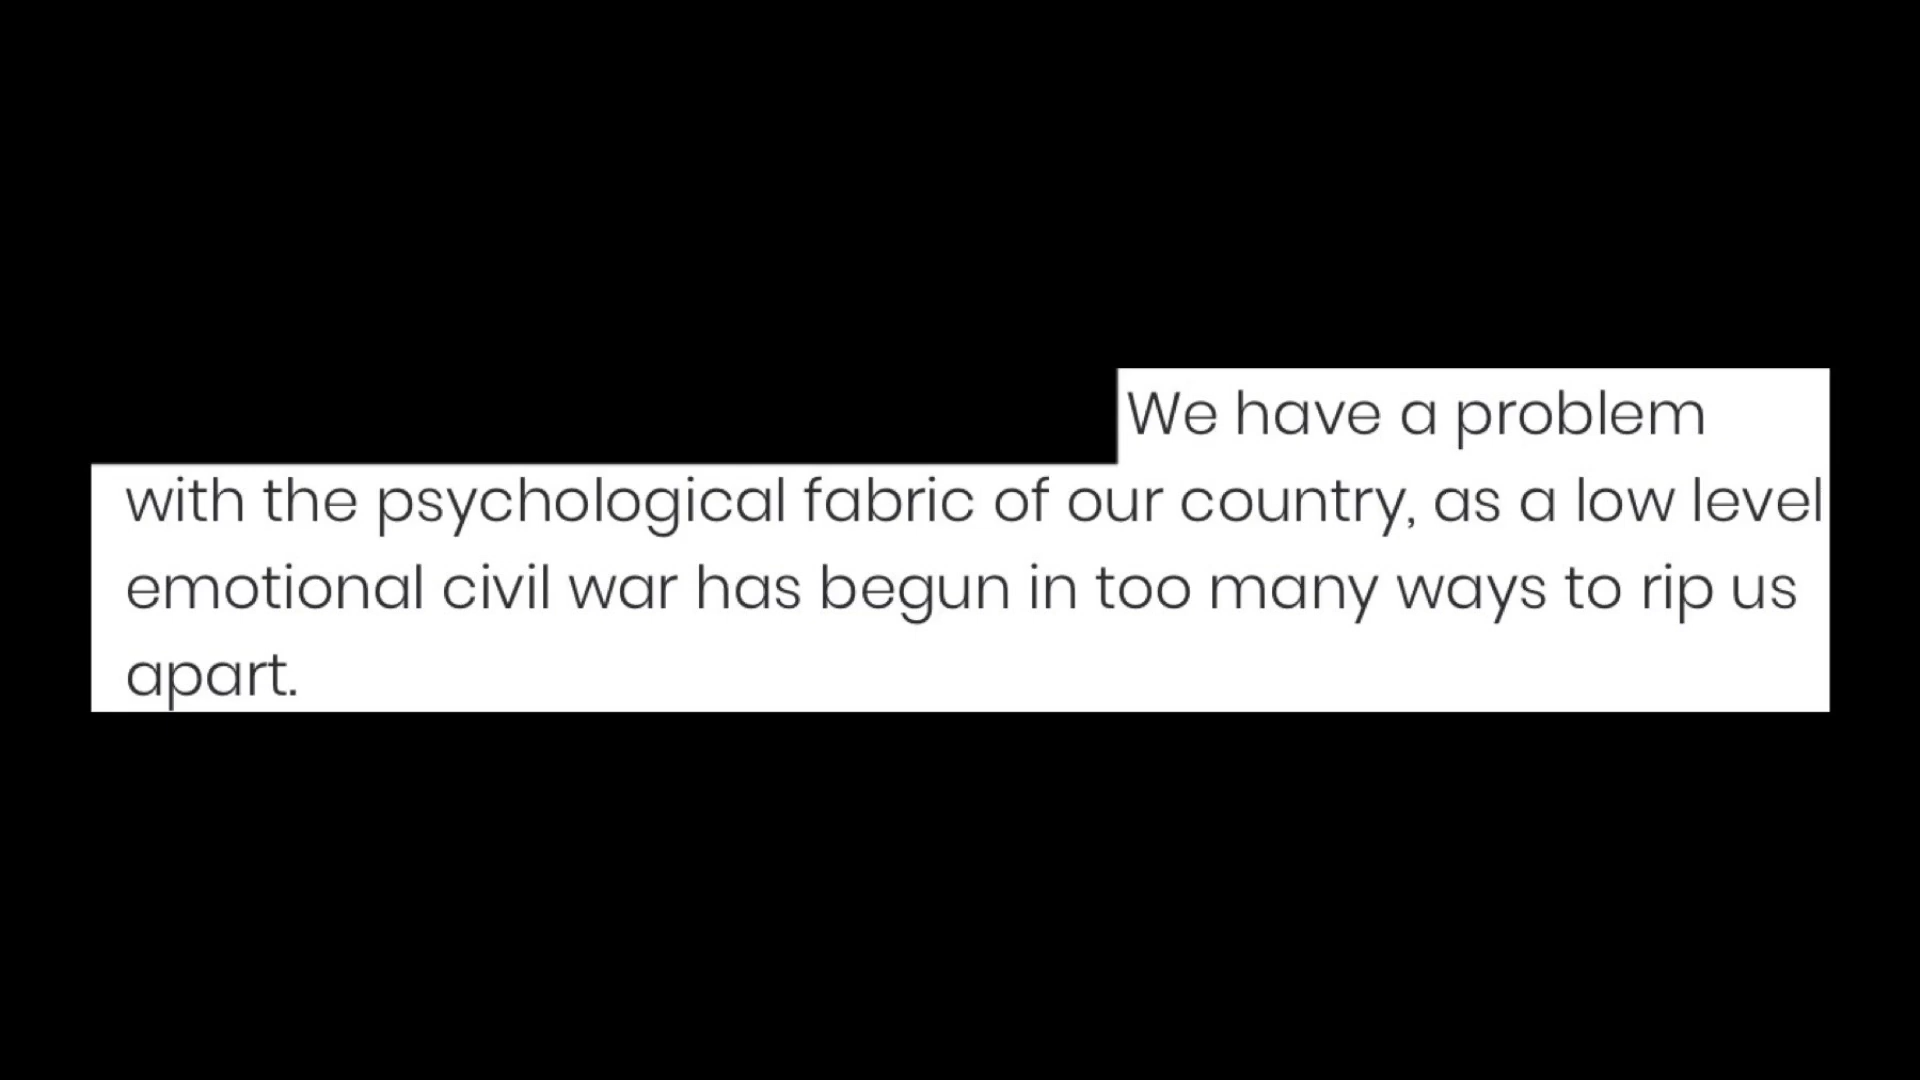 We have a problem
with the psychological fabric of our country, as a low level
emotional civil war has begun in too many ways to rip us
apart.